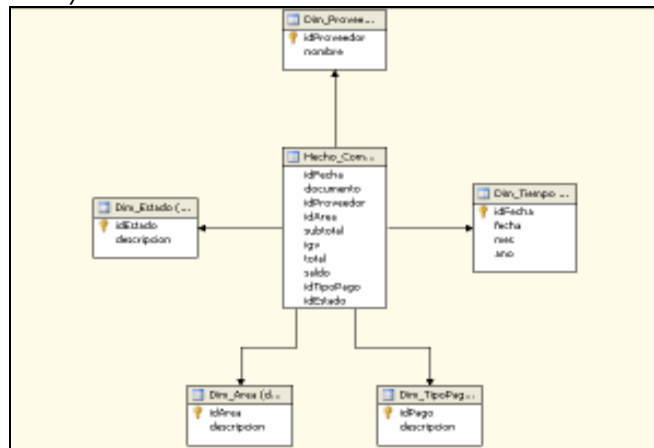 Dim_Provee...
idProveedor
nombre
Hecho_Com...
idFecha
documento
idProveedor
idArea
subtotal
igv
total
saldo
idTipoPago
idEstado
Dim_Estado (...
idEstado
descripcion
Dim_Tiempo ...
idFecha
fecha
mes
ano
Dim_Area (d...
idArea
descripcion
Dim_TipoPag...
idPago
descripcion